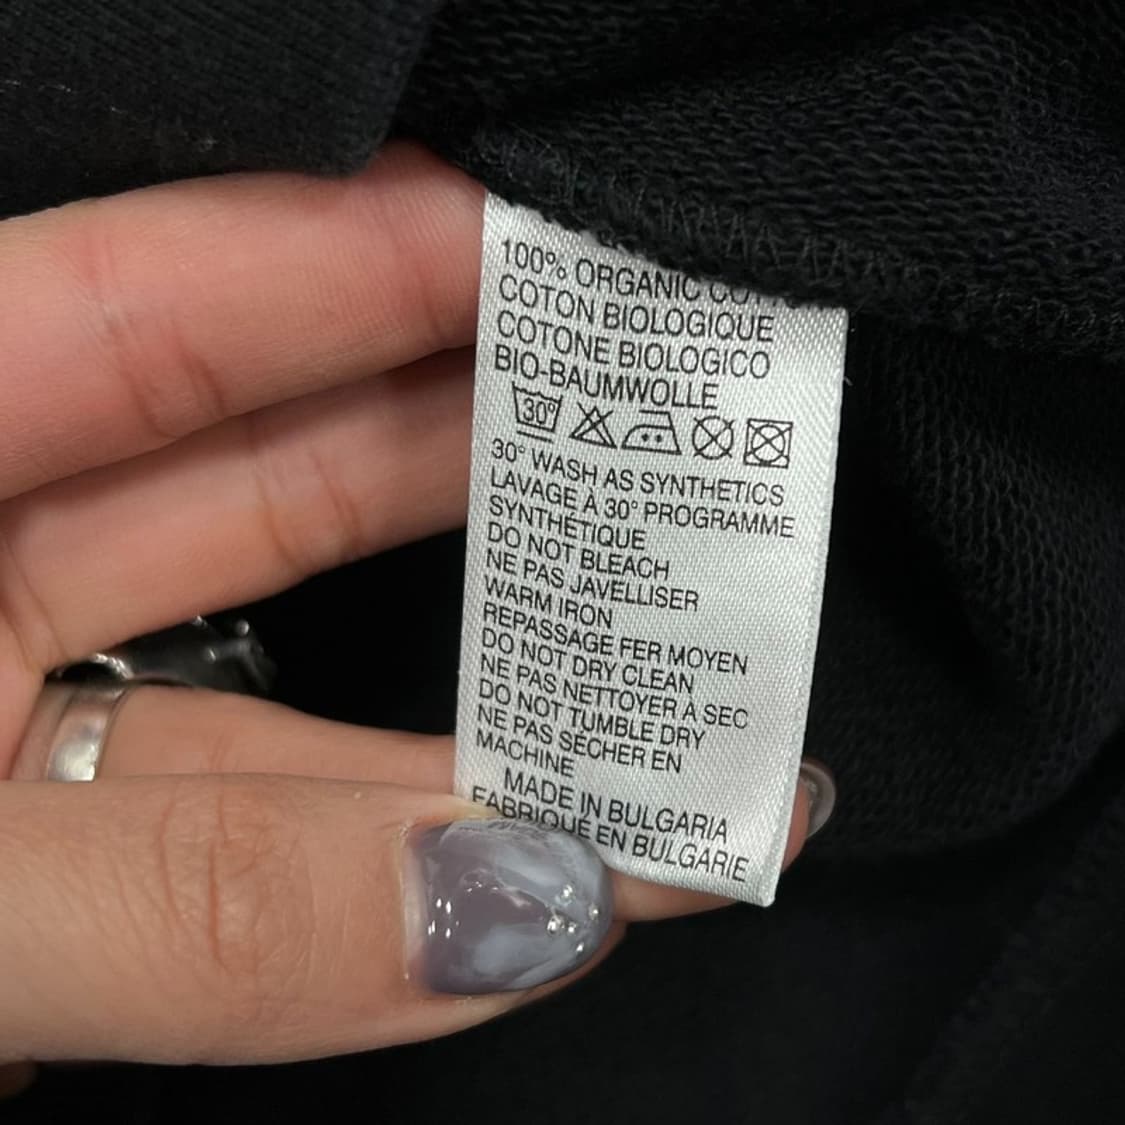 100% ORGANIC
COTON BIOLOGIQUE
COTONE BIOLOGICO
BIO-BAUMWOLLE
30°
30° WASH AS SYNTHETICS
LAVAGE À 30° PROGRAMME
SYNTHÉTIQUE
DO NOT BLEACH
NE PAS JAVELLISER
WARM IRON
REPASSAGE FER MOYEN
DO NOT DRY CLEAN
NE PAS NETTOYER À SEC
DO NOT TUMBLE DRY
NE PAS SÉCHER EN
MACHINE
MADE IN BULGARIA
FABRIQUÉ EN BULGARIE